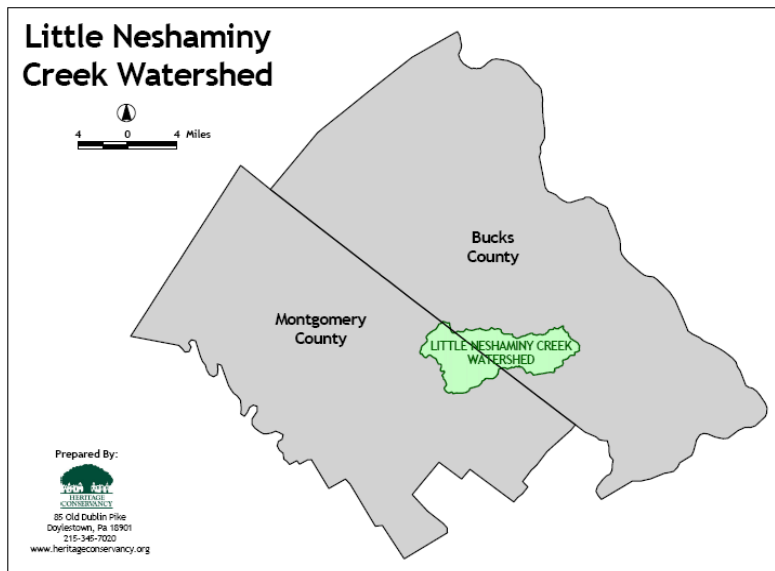 Little Neshaminy
Creek Watershed
4 0 4 Miles
Bucks
County
Montgomery
County
LITTLE NESHAMINY CREEK
WATERSHED
Prepared By:
HERITAGE
CONSERVANCY
85 Old Dublin Pike
Doylestown, Pa 18901
215-345-7020
www.heritageconservancy.org